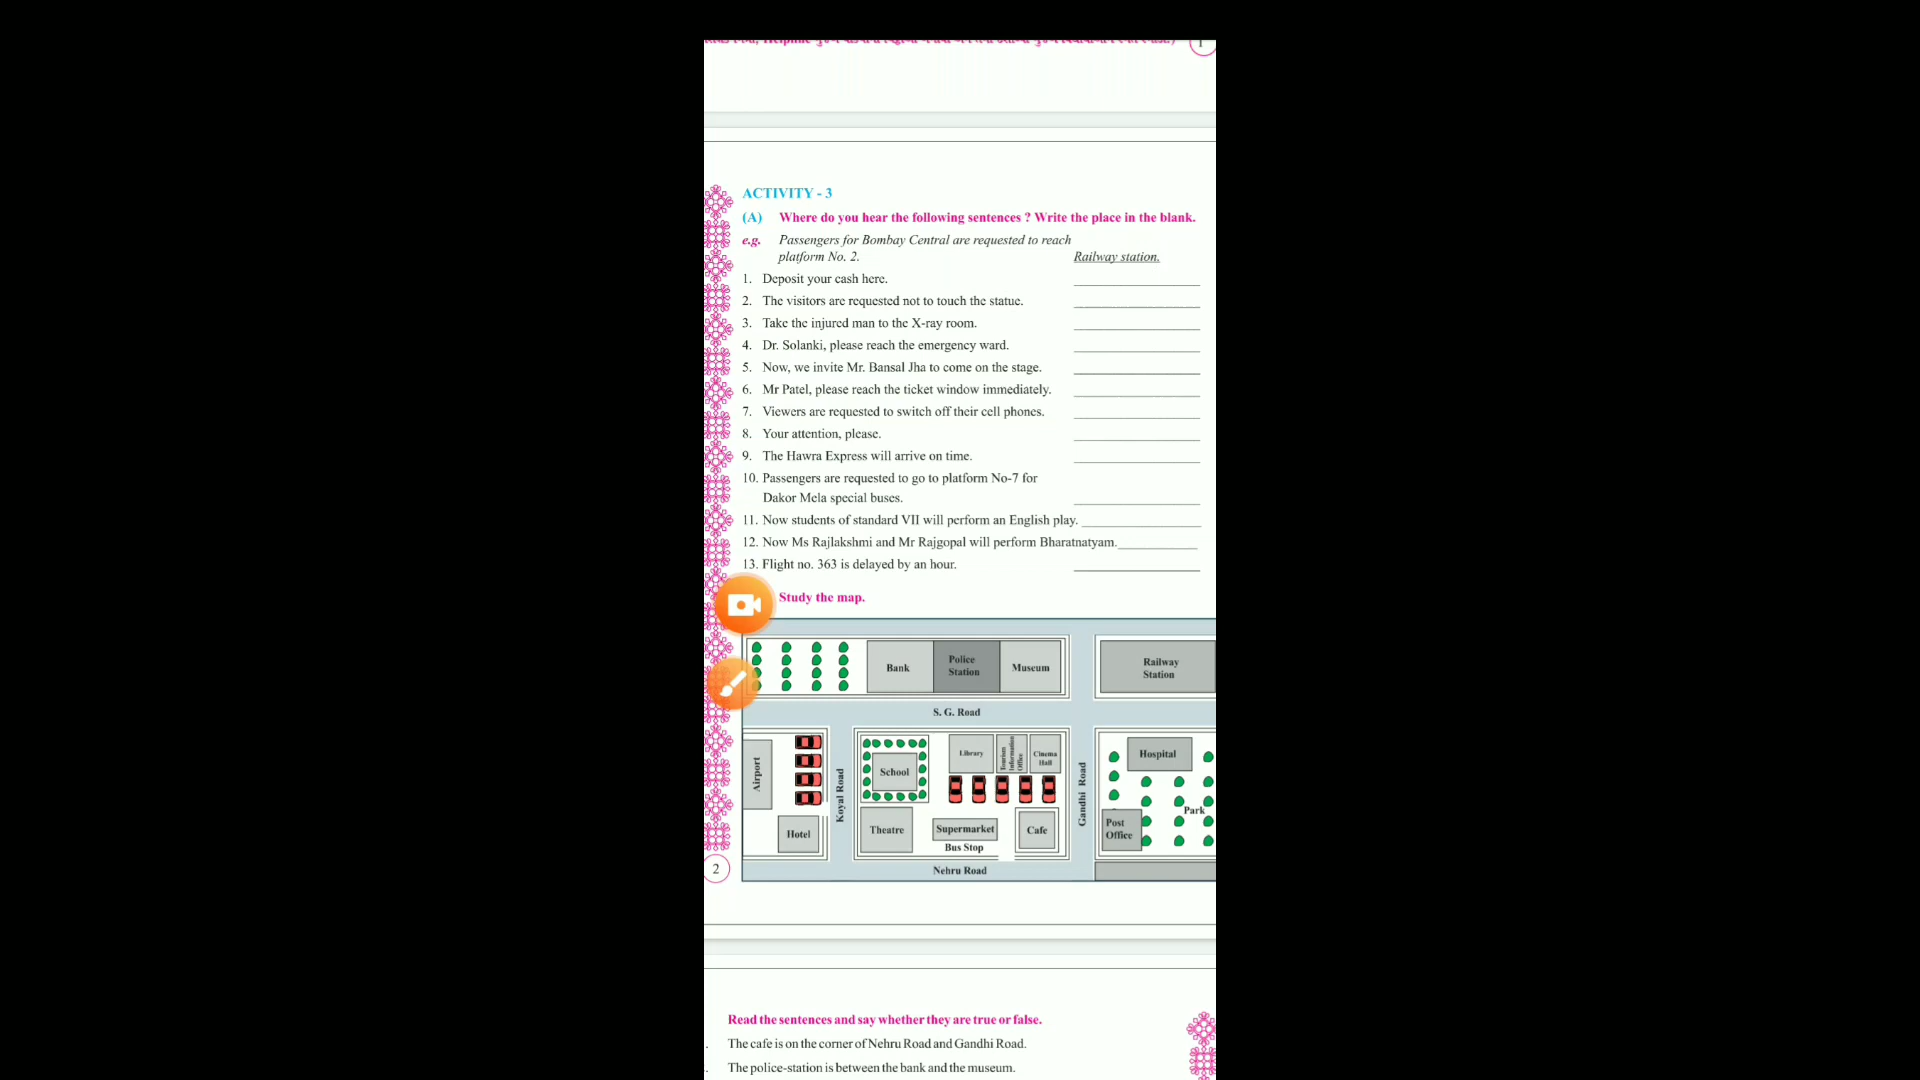 ACTIVITY - 3
(A) Where do you hear the following sentences ? Write the place in the blank.
e.g. Passengers for Bombay Central are requested to reach
platform No. 2. Railway station.
1. Deposit your cash here.
2. The visitors are requested not to touch the statue.
3. Take the injured man to the X-ray room.
4. Dr. Solanki, please reach the emergency ward.
5. Now, we invite Mr. Bansal Jha to come on the stage.
6. Mr Patel, please reach the ticket window immediately.
7. Viewers are requested to switch off their cell phones.
8. Your attention, please.
9. The Hawra Express will arrive on time.
10. Passengers are requested to go to platform No-7 for
Dakor Mela special buses.
11. Now students of standard VII will perform an English play.
12. Now Ms Rajlakshmi and Mr Rajgopal will perform Bharatnatyam.
13. Flight no. 363 is delayed by an hour.
Study the map.
Bank
Police
Station
Museum
Railway
Station
S. G. Road
Airport
Hotel
Koyal Road
School
Library
Tourism
Information
Office
Cinema
Hall
Theatre
Supermarket
Cafe
Bus Stop
Gandhi Road
Hospital
Park
Post
Office
Nehru Road
2
Read the sentences and say whether they are true or false.
The cafe is on the corner of Nehru Road and Gandhi Road.
The police-station is between the bank and the museum.